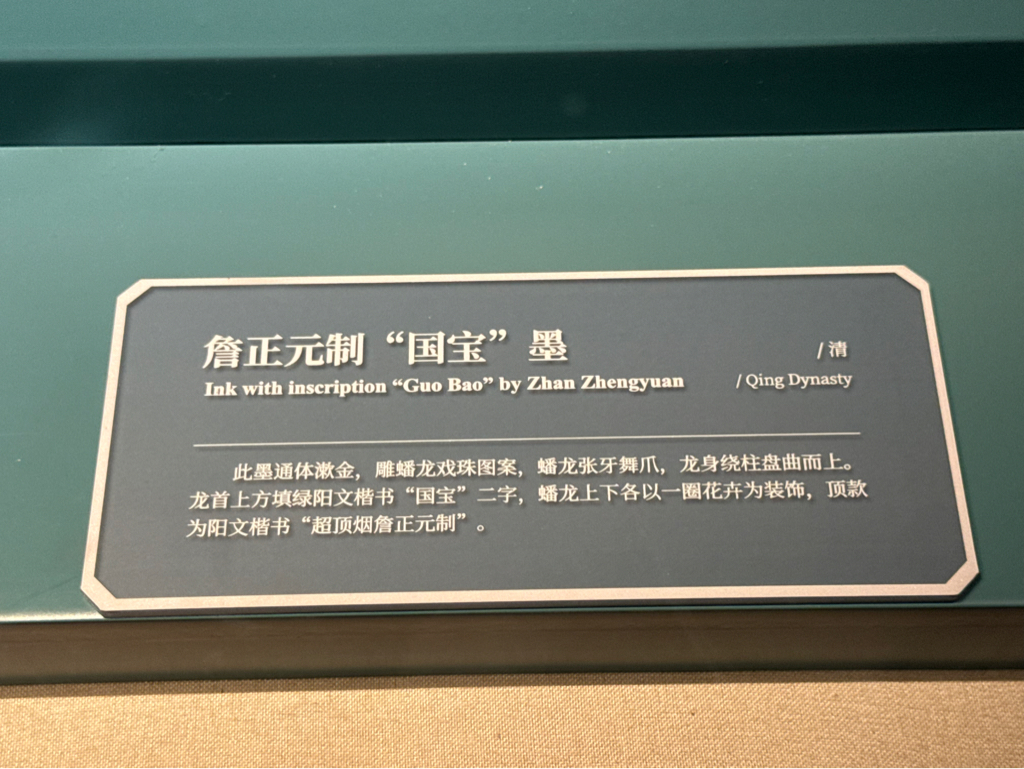 詹正元制“国宝”墨
/ 清
Ink with inscription “Guo Bao” by Zhan Zhengyuan
/ Qing Dynasty
此墨通体漱金，雕蟠龙戏珠图案，蟠龙张牙舞爪，龙身绕柱盘曲而上。
龙首上方填绿阳文楷书“国宝”二字，蟠龙上下各以一圈花卉为装饰，顶款
为阳文楷书“超顶烟詹正元制”。